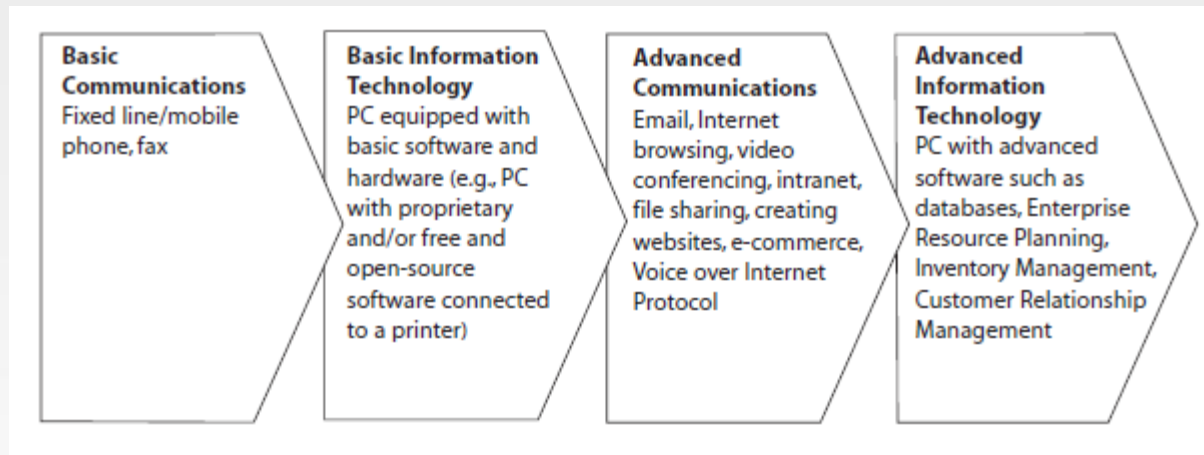 Basic
Communications
Fixed line/mobile
phone, fax
Basic Information
Technology
PC equipped with
basic software and
hardware (e.g., PC
with proprietary
and/or free and
open-source
software connected
to a printer)
Advanced
Communications
Email, Internet
browsing, video
conferencing, intranet,
file sharing, creating
websites, e-commerce,
Voice over Internet
Protocol
Advanced
Information
Technology
PC with advanced
software such as
databases, Enterprise
Resource Planning,
Inventory Management,
Customer Relationship
Management